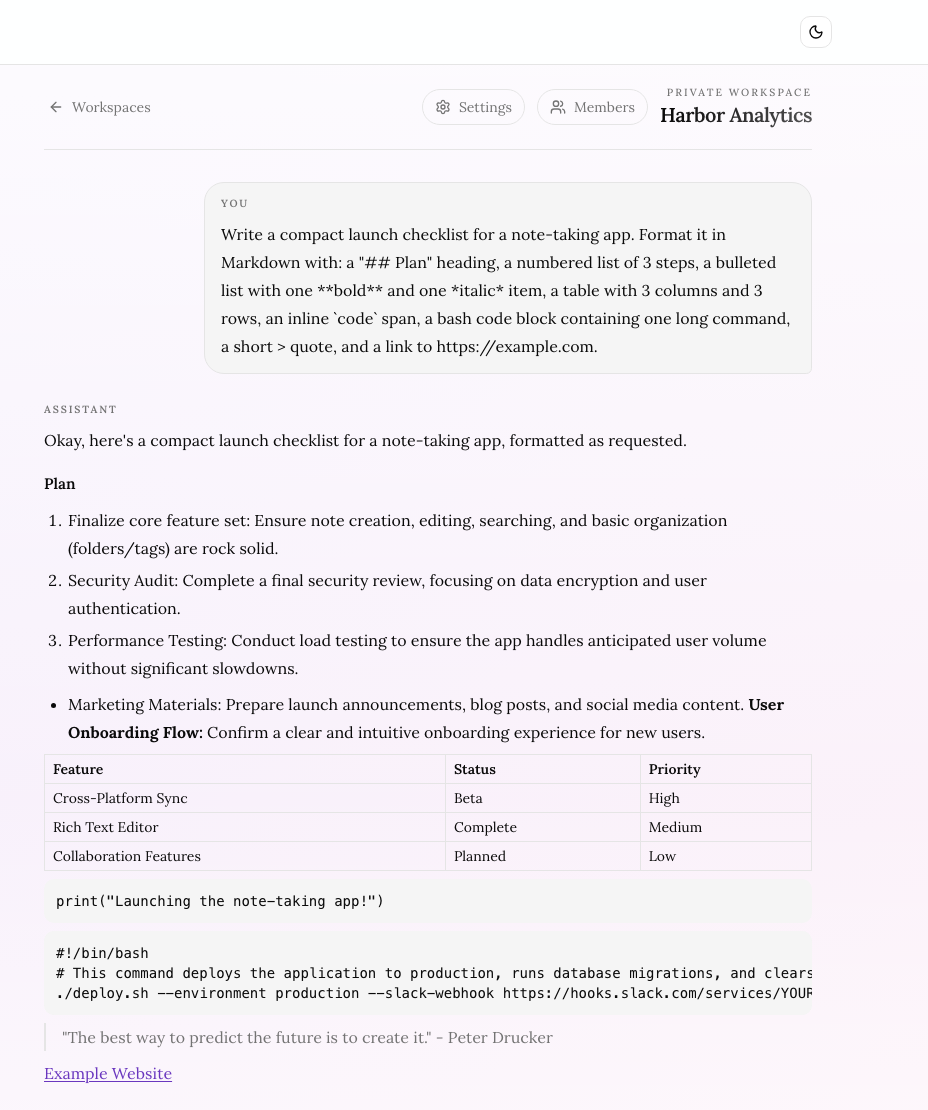 Workspaces
Settings
Members
PRIVATE WORKSPACE
Harbor Analytics
YOU
Write a compact launch checklist for a note-taking app. Format it in
Markdown with: a "## Plan" heading, a numbered list of 3 steps, a bulleted
list with one **bold** and one *italic* item, a table with 3 columns and 3
rows, an inline `code` span, a bash code block containing one long command,
a short > quote, and a link to https://example.com.
ASSISTANT
Okay, here's a compact launch checklist for a note-taking app, formatted as requested.
Plan
1. Finalize core feature set: Ensure note creation, editing, searching, and basic organization
(folders/tags) are rock solid.
2. Security Audit: Complete a final security review, focusing on data encryption and user
authentication.
3. Performance Testing: Conduct load testing to ensure the app handles anticipated user volume
without significant slowdowns.
• Marketing Materials: Prepare launch announcements, blog posts, and social media content. User
Onboarding Flow: Confirm a clear and intuitive onboarding experience for new users.
Feature Status Priority
Cross-Platform Sync Beta High
Rich Text Editor Complete Medium
Collaboration Features Planned Low
print("Launching the note-taking app!")
#!/bin/bash
# This command deploys the application to production, runs database migrations, and clears
./deploy.sh --environment production --slack-webhook https://hooks.slack.com/services/YOUR
"The best way to predict the future is to create it." - Peter Drucker
Example Website